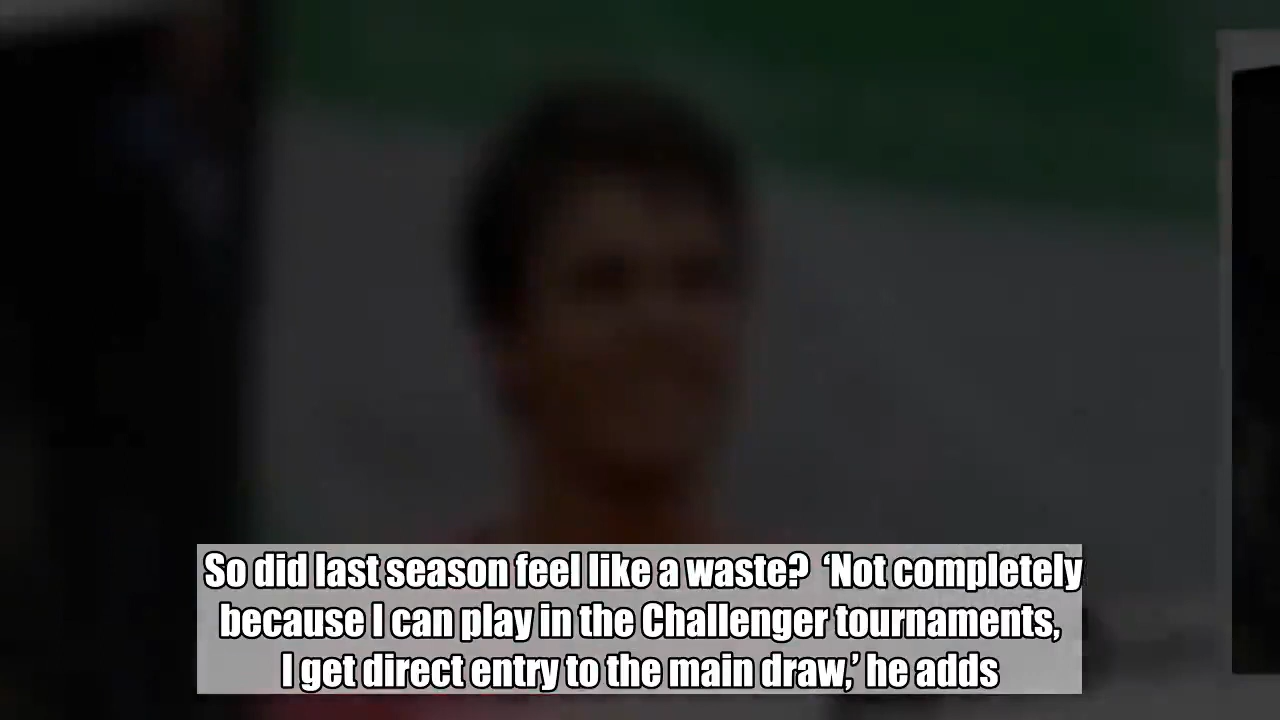 So did last season feel like a waste?  ‘Not completely
because I can play in the Challenger tournaments,
I get direct entry to the main draw,’ he adds